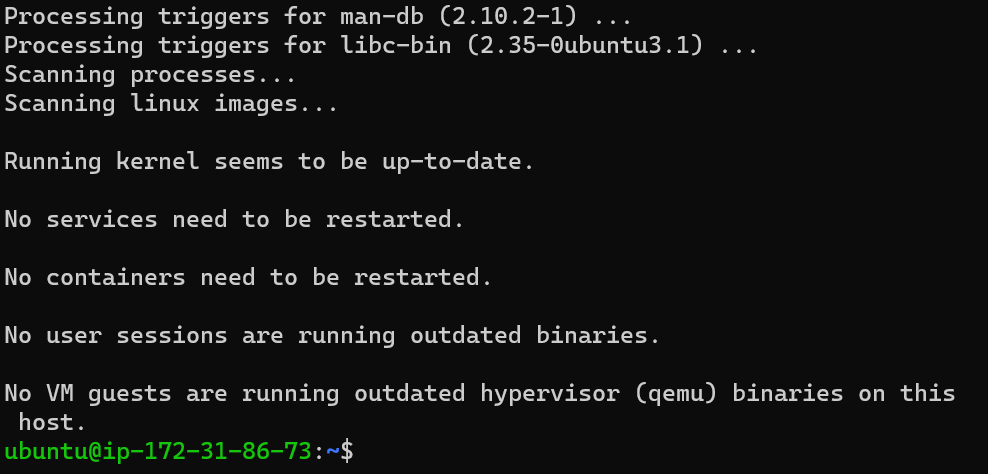 Processing triggers for man-db (2.10.2-1) ...
Processing triggers for libc-bin (2.35-0ubuntu3.1) ...
Scanning processes...
Scanning linux images...
Running kernel seems to be up-to-date.
No services need to be restarted.
No containers need to be restarted.
No user sessions are running outdated binaries.
No VM guests are running outdated hypervisor (qemu) binaries on this
 host.
ubuntu@ip-172-31-86-73:~$